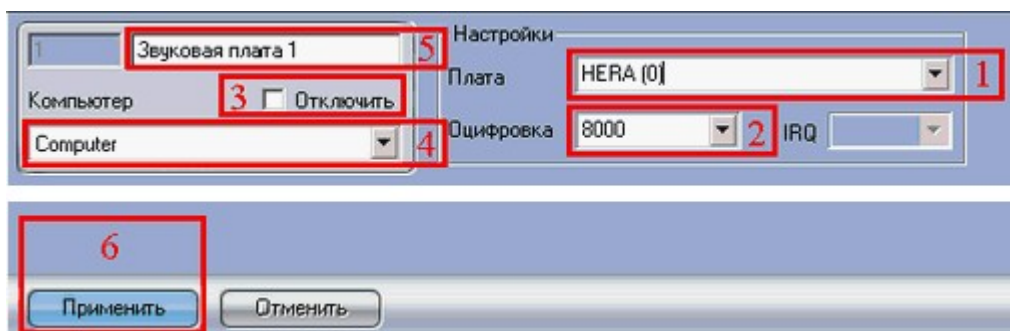 1
Звуковая плата 1
5
Компьютер
3
Отключить
Computer
4
Настройки
Плата
HERA (0)
1
Оцифровка
8000
2
IRQ
6
Применить
Отменить